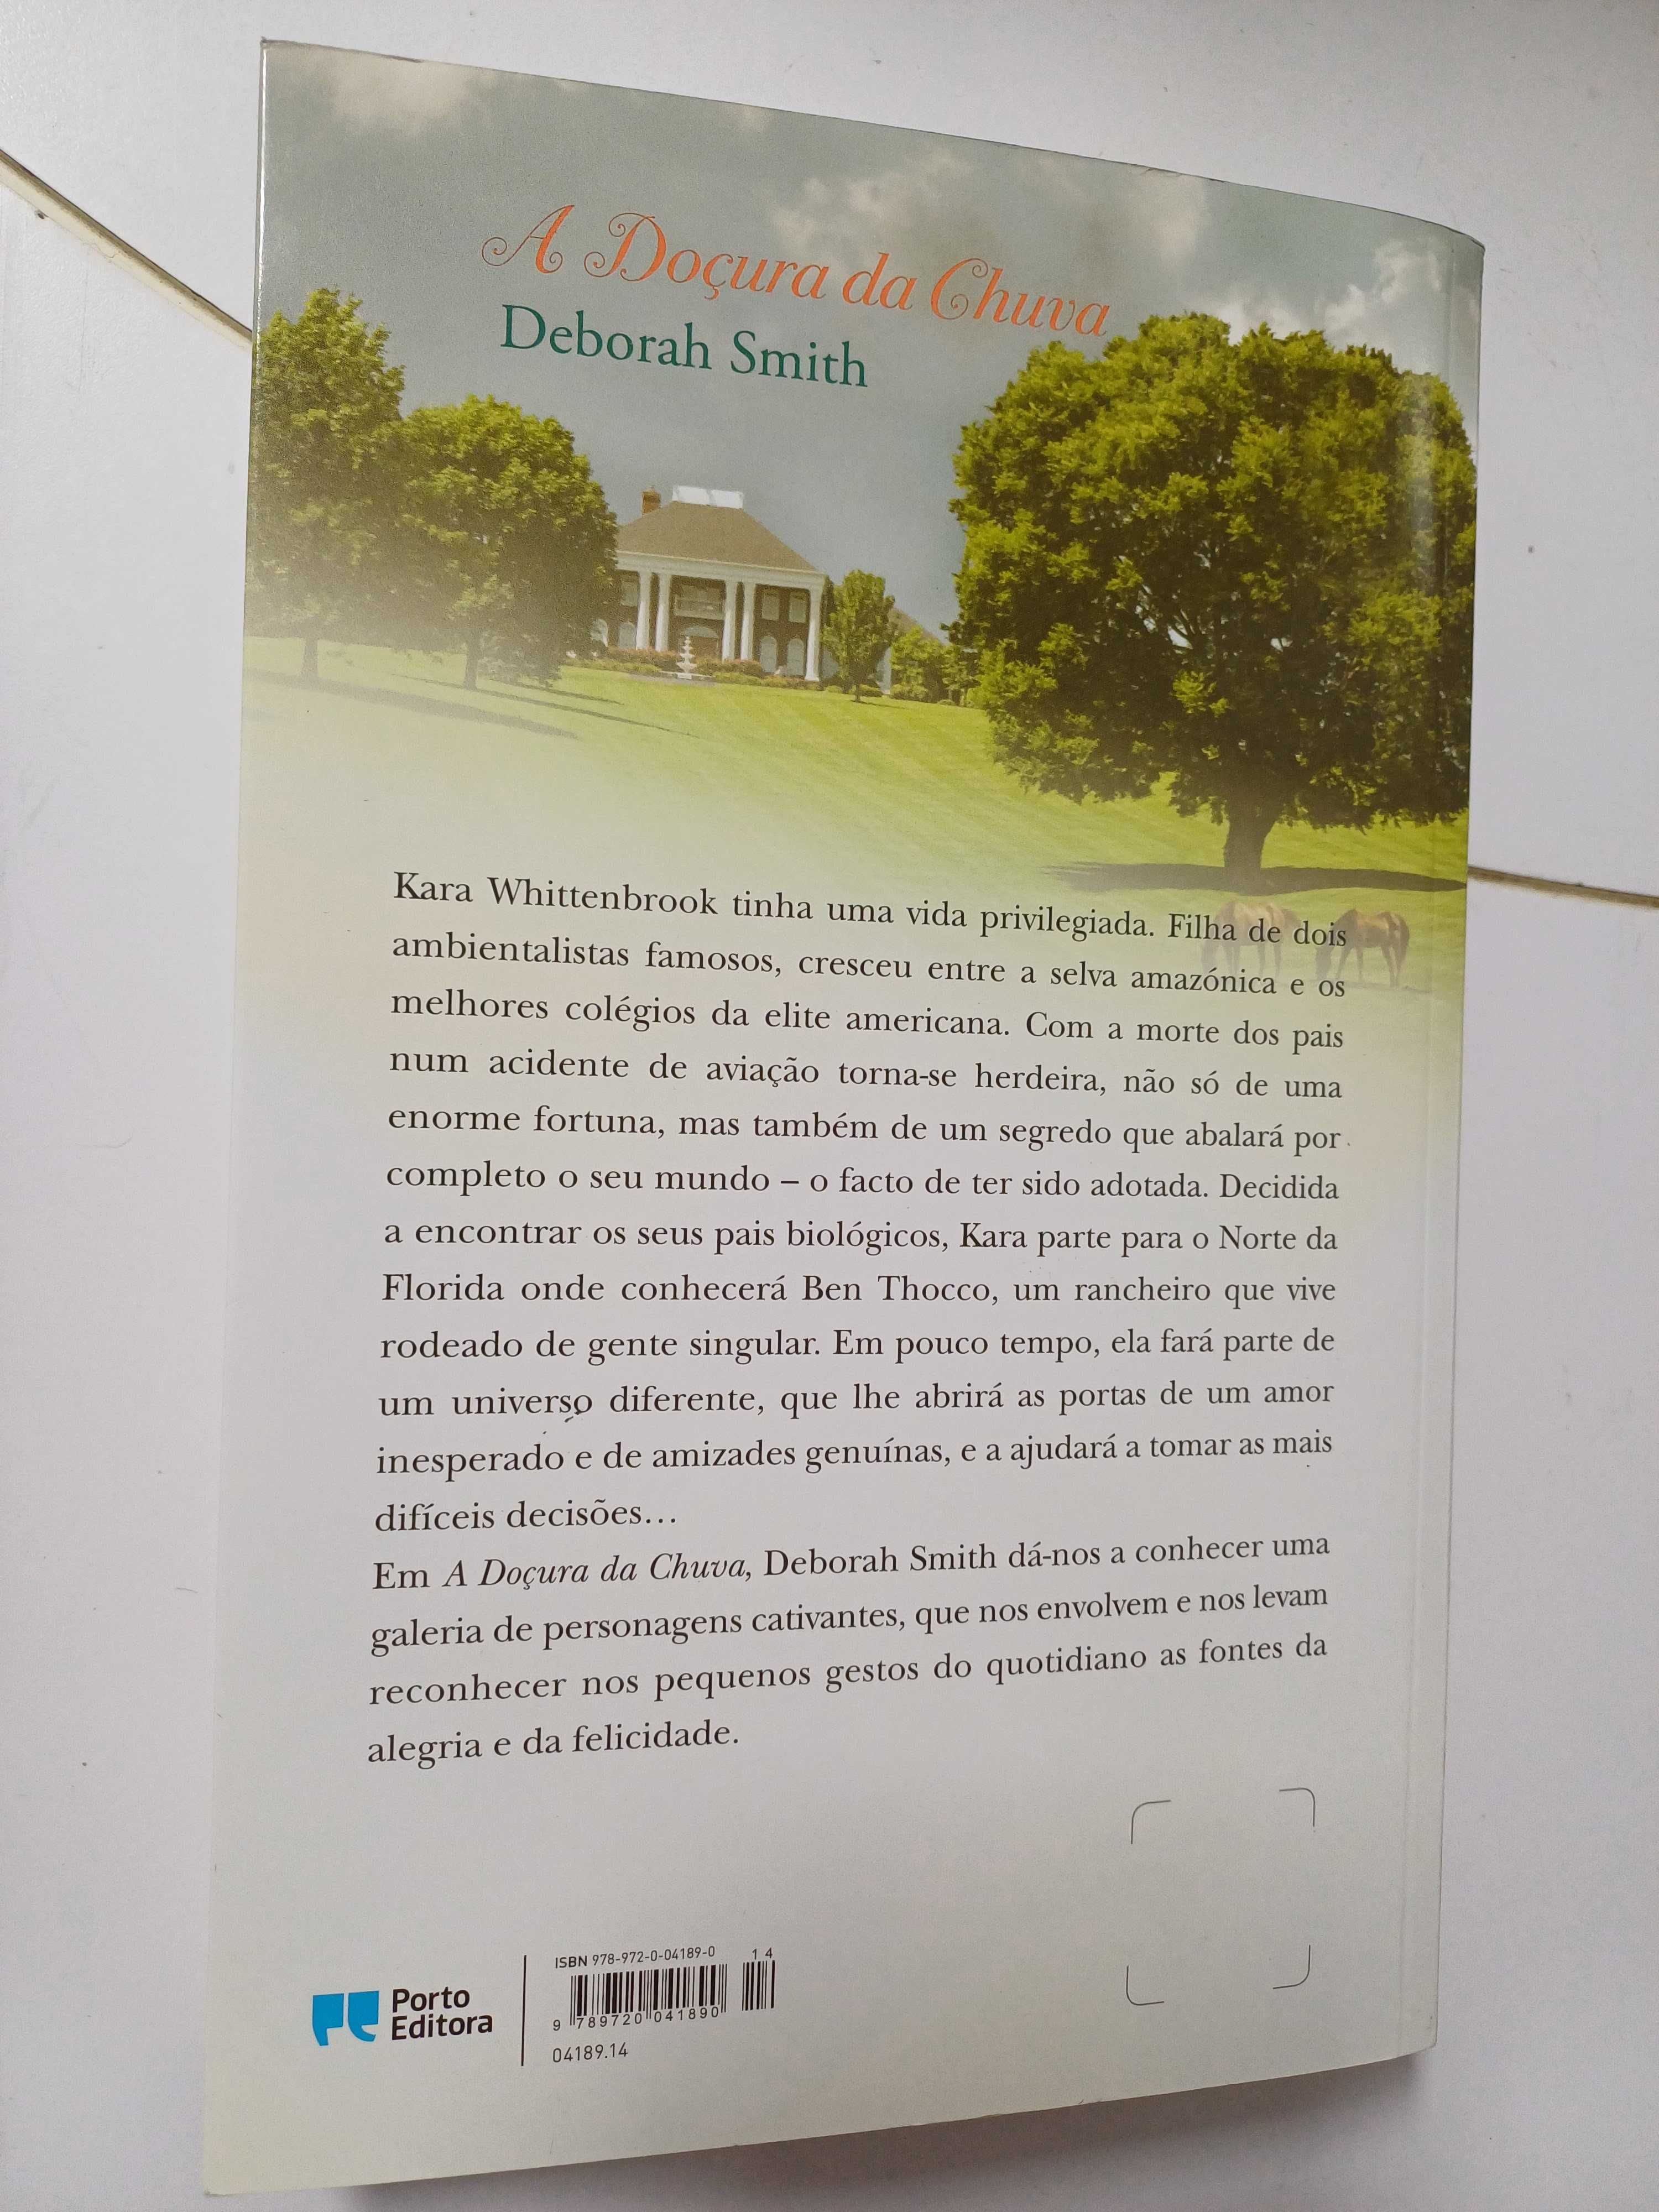 A Doçura da Chuva
Deborah Smith
Kara Whittenbrook tinha uma vida privilegiada. Filha de dois
ambientalistas famosos, cresceu entre a selva amazónica e os
melhores colégios da elite americana. Com a morte dos pais
num acidente de aviação torna-se herdeira, não só de uma
enorme fortuna, mas também de um segredo que abalará por
completo o seu mundo – o facto de ter sido adotada. Decidida
a encontrar os seus pais biológicos, Kara parte para o Norte da
Florida onde conhecerá Ben Thocco, um rancheiro que vive
rodeado de gente singular. Em pouco tempo, ela fará parte de
um universo diferente, que lhe abrirá as portas de um amor
inesperado e de amizades genuínas, e a ajudará a tomar as mais
difíceis decisões…
Em A Doçura da Chuva, Deborah Smith dá-nos a conhecer uma
galeria de personagens cativantes, que nos envolvem e nos levam
reconhecer nos pequenos gestos do quotidiano as fontes da
alegria e da felicidade.
Porto
Editora
ISBN 978-972-0-04189-0
14
9 789720 041890
04189.14